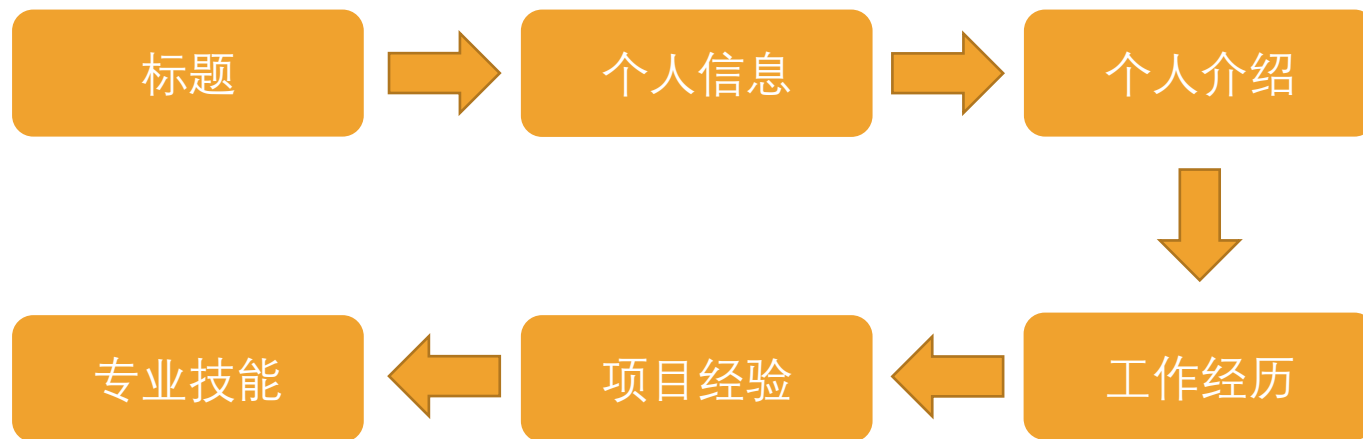 标题
个人信息
个人介绍
工作经历
项目经验
专业技能